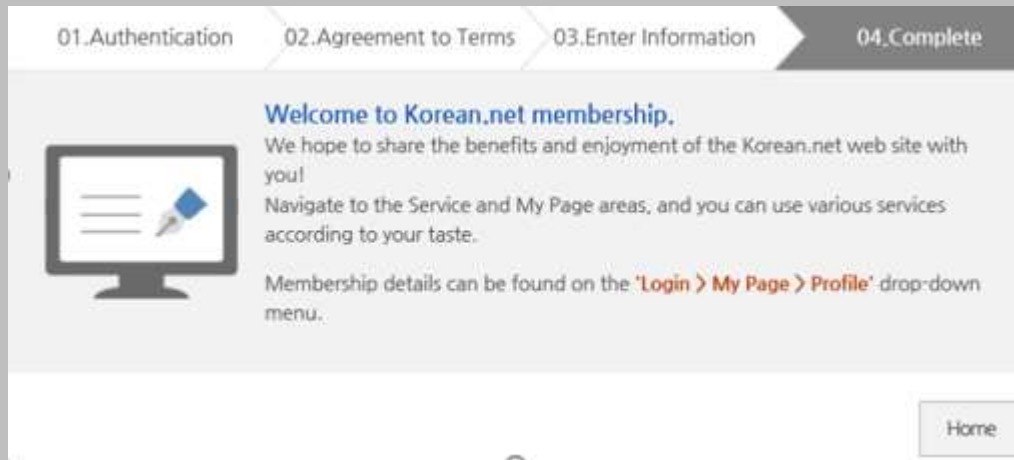 01.Authentication
02.Agreement to Terms
03.Enter Information
04.Complete
Welcome to Korean.net membership.
We hope to share the benefits and enjoyment of the Korean.net web site with
you!
Navigate to the Service and My Page areas, and you can use various services
according to your taste.
Membership details can be found on the 'Login > My Page > Profile' drop-down
menu.
Home